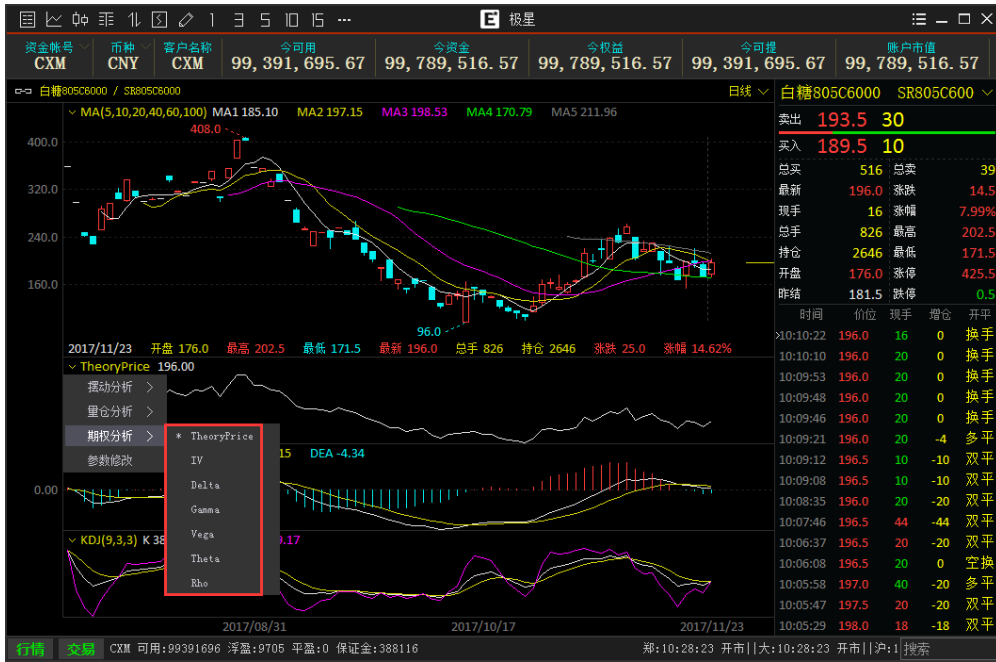 1 3 5 10 15 ... 极星
资金帐号 币种 客户名称 今可用 今资金 今权益 今可提 账户市值
CXM CNY CXM 99,391,695.67 99,789,516.57 99,789,516.57 99,391,695.67 99,789,516.57
白糖805C6000 / SR805C6000 日线
MA(5,10,20,40,60,100) MA1 185.10 MA2 197.15 MA3 198.53 MA4 170.79 MA5 211.96
408.0
400.0
320.0
240.0
160.0
96.0
2017/11/23 开盘 176.0 最高 202.5 最低 171.5 最新 196.0 总手 826 持仓 2646 涨跌 25.0 涨幅 14.62%
TheoryPrice 196.00
摆动分析
量仓分析
期权分析
参数修改
* TheoryPrice
IV
Delta
Gamma
Vega
Theta
Rho
15 DEA -4.34
0.00
KDJ(9,3,3) K 38 9.17
2017/08/31 2017/10/17 2017/11/23
白糖805C6000 SR805C600
卖出 193.5 30
买入 189.5 10
总买 516 总卖 39
最新 196.0 涨跌 14.5
现手 16 涨幅 7.99%
总手 826 最高 202.5
持仓 2646 最低 171.5
开盘 176.0 涨停 425.5
昨结 181.5 跌停 0.5
时间 价位 现手 增仓 开平
10:10:22 196.0 16 0 换手
10:10:10 196.0 20 0 换手
10:09:53 196.0 20 0 换手
10:09:48 196.0 20 0 换手
10:09:46 196.0 20 0 换手
10:09:21 196.0 20 -4 多平
10:09:12 196.5 10 -10 双平
10:09:08 196.5 10 -10 双平
10:08:35 196.0 20 -20 双平
10:07:46 196.5 44 -44 双平
10:06:37 196.5 20 -20 双平
10:06:08 196.5 20 0 空换
10:05:58 197.0 40 -20 多平
10:05:47 197.5 20 -20 双平
10:05:29 198.0 18 -18 双平
行情 交易 CXM 可用:99391696 浮盈:9705 平盈:0 保证金:388116 郑:10:28:23 开市||大:10:28:23 开市||沪:1 搜索